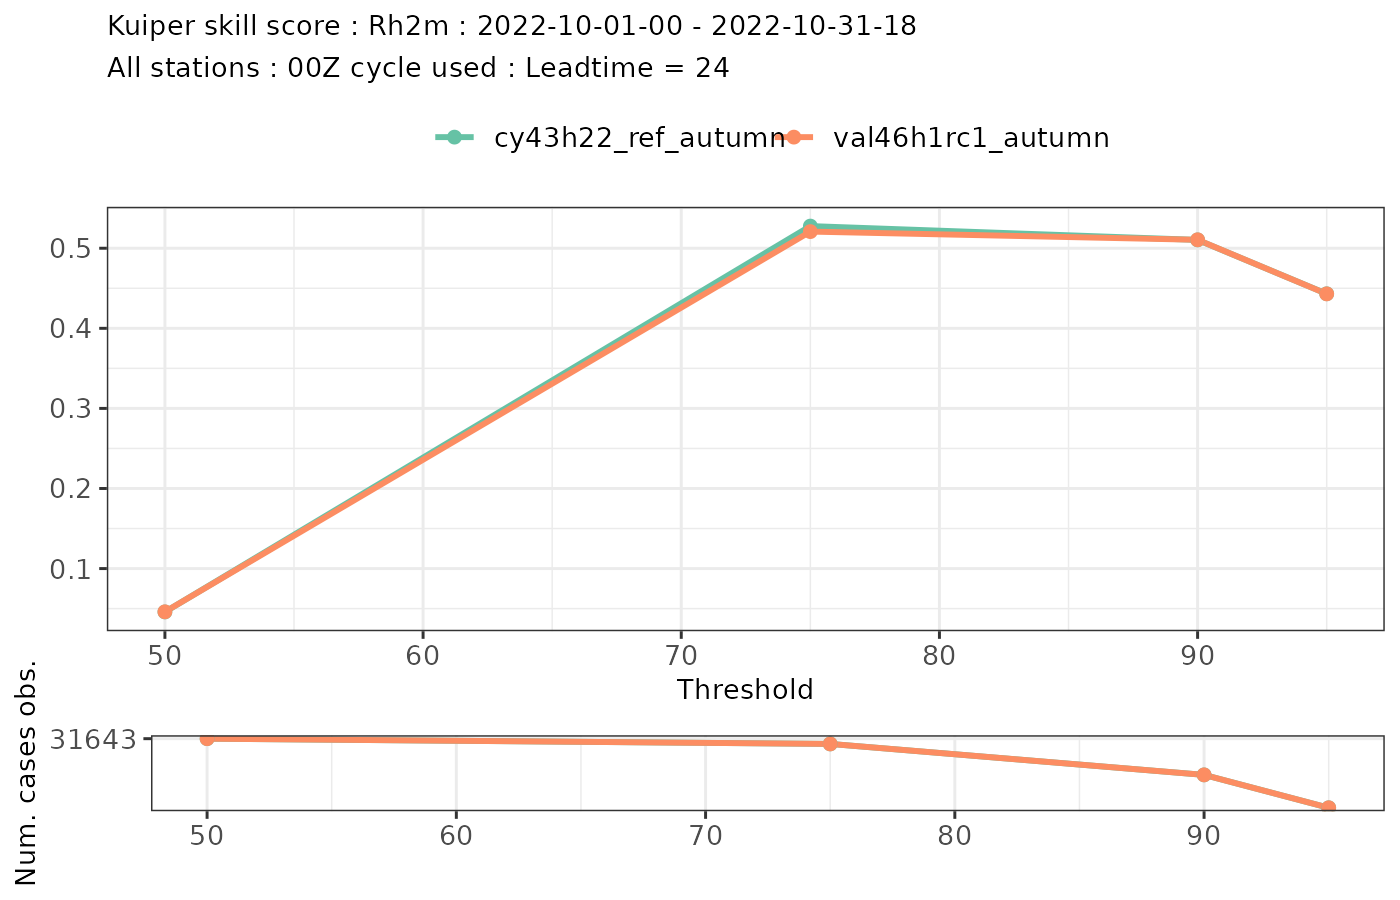 Kuiper skill score : Rh2m : 2022-10-01-00 - 2022-10-31-18
All stations : 00Z cycle used : Leadtime = 24
cy43h22_ref_autumn val46h1rc1_autumn
0.5
0.4
0.3
0.2
0.1
50 60 70 80 90
Threshold
Num. cases obs.
31643
50 60 70 80 90